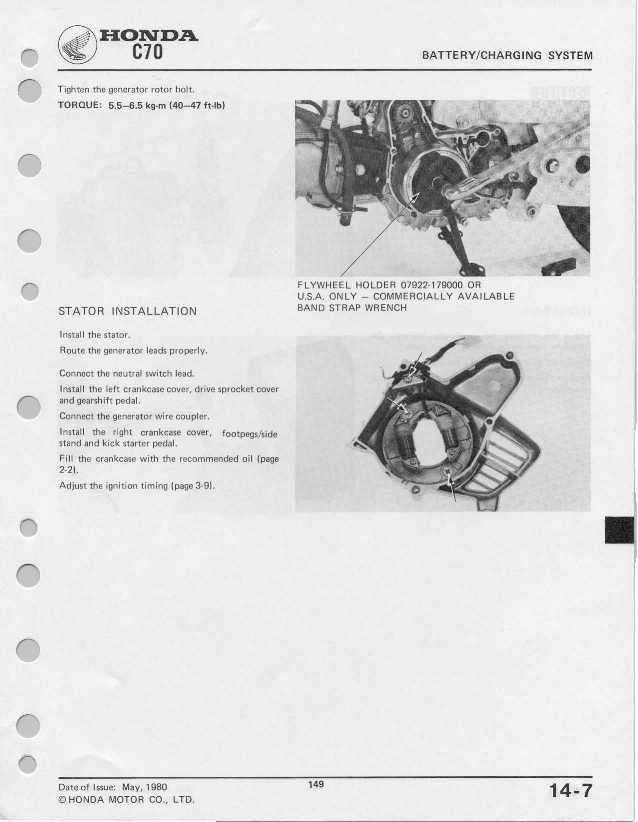 HONDA
C70
BATTERY/CHARGING SYSTEM
Tighten the generator rotor bolt.
TORQUE: 5.5–6.5 kg-m (40–47 ft-lb)
FLYWHEEL HOLDER 07922-179000 OR
U.S.A. ONLY – COMMERCIALLY AVAILABLE
BAND STRAP WRENCH
STATOR INSTALLATION
Install the stator.
Route the generator leads properly.
Connect the neutral switch lead.
Install the left crankcase cover, drive sprocket cover
and gearshift pedal.
Connect the generator wire coupler.
Install the right crankcase cover, footpegs/side
stand and kick starter pedal.
Fill the crankcase with the recommended oil (page
2-2).
Adjust the ignition timing (page 3-9).
Date of Issue: May, 1980
© HONDA MOTOR CO., LTD.
149
14-7